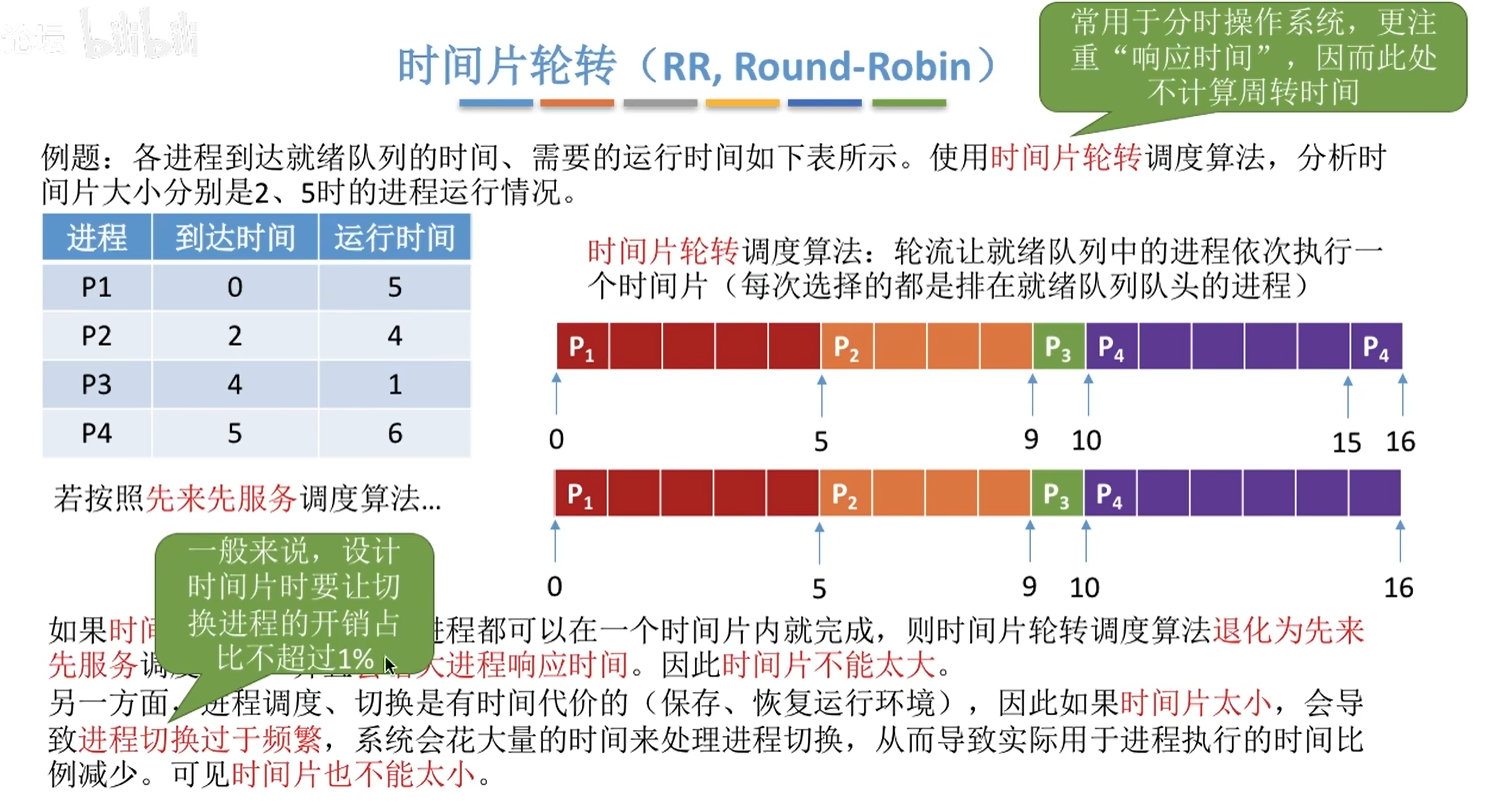 论坛 bilibili
时间片轮转（RR, Round-Robin）
常用于分时操作系统，更注
重“响应时间”，因而此处
不计算周转时间
例题：各进程到达就绪队列的时间、需要的运行时间如下表所示。使用时间片轮转调度算法，分析时
间片大小分别是2、5时的进程运行情况。
进程 到达时间 运行时间
P1 0 5
P2 2 4
P3 4 1
P4 5 6
时间片轮转调度算法：轮流让就绪队列中的进程依次执行一
个时间片（每次选择的都是排在就绪队列队头的进程）
P1 P2 P3 P4 P4
0 5 9 10 15 16
若按照先来先服务调度算法...
P1 P2 P3 P4
0 5 9 10 16
一般来说，设计
时间片时要让切
换进程的开销占
比不超过1%
如果时间 进程都可以在一个时间片内就完成，则时间片轮转调度算法退化为先来
先服务调度 大进程响应时间。因此时间片不能太大。
另一方面，进程调度、切换是有时间代价的（保存、恢复运行环境），因此如果时间片太小，会导
致进程切换过于频繁，系统会花大量的时间来处理进程切换，从而导致实际用于进程执行的时间比
例减少。可见时间片也不能太小。